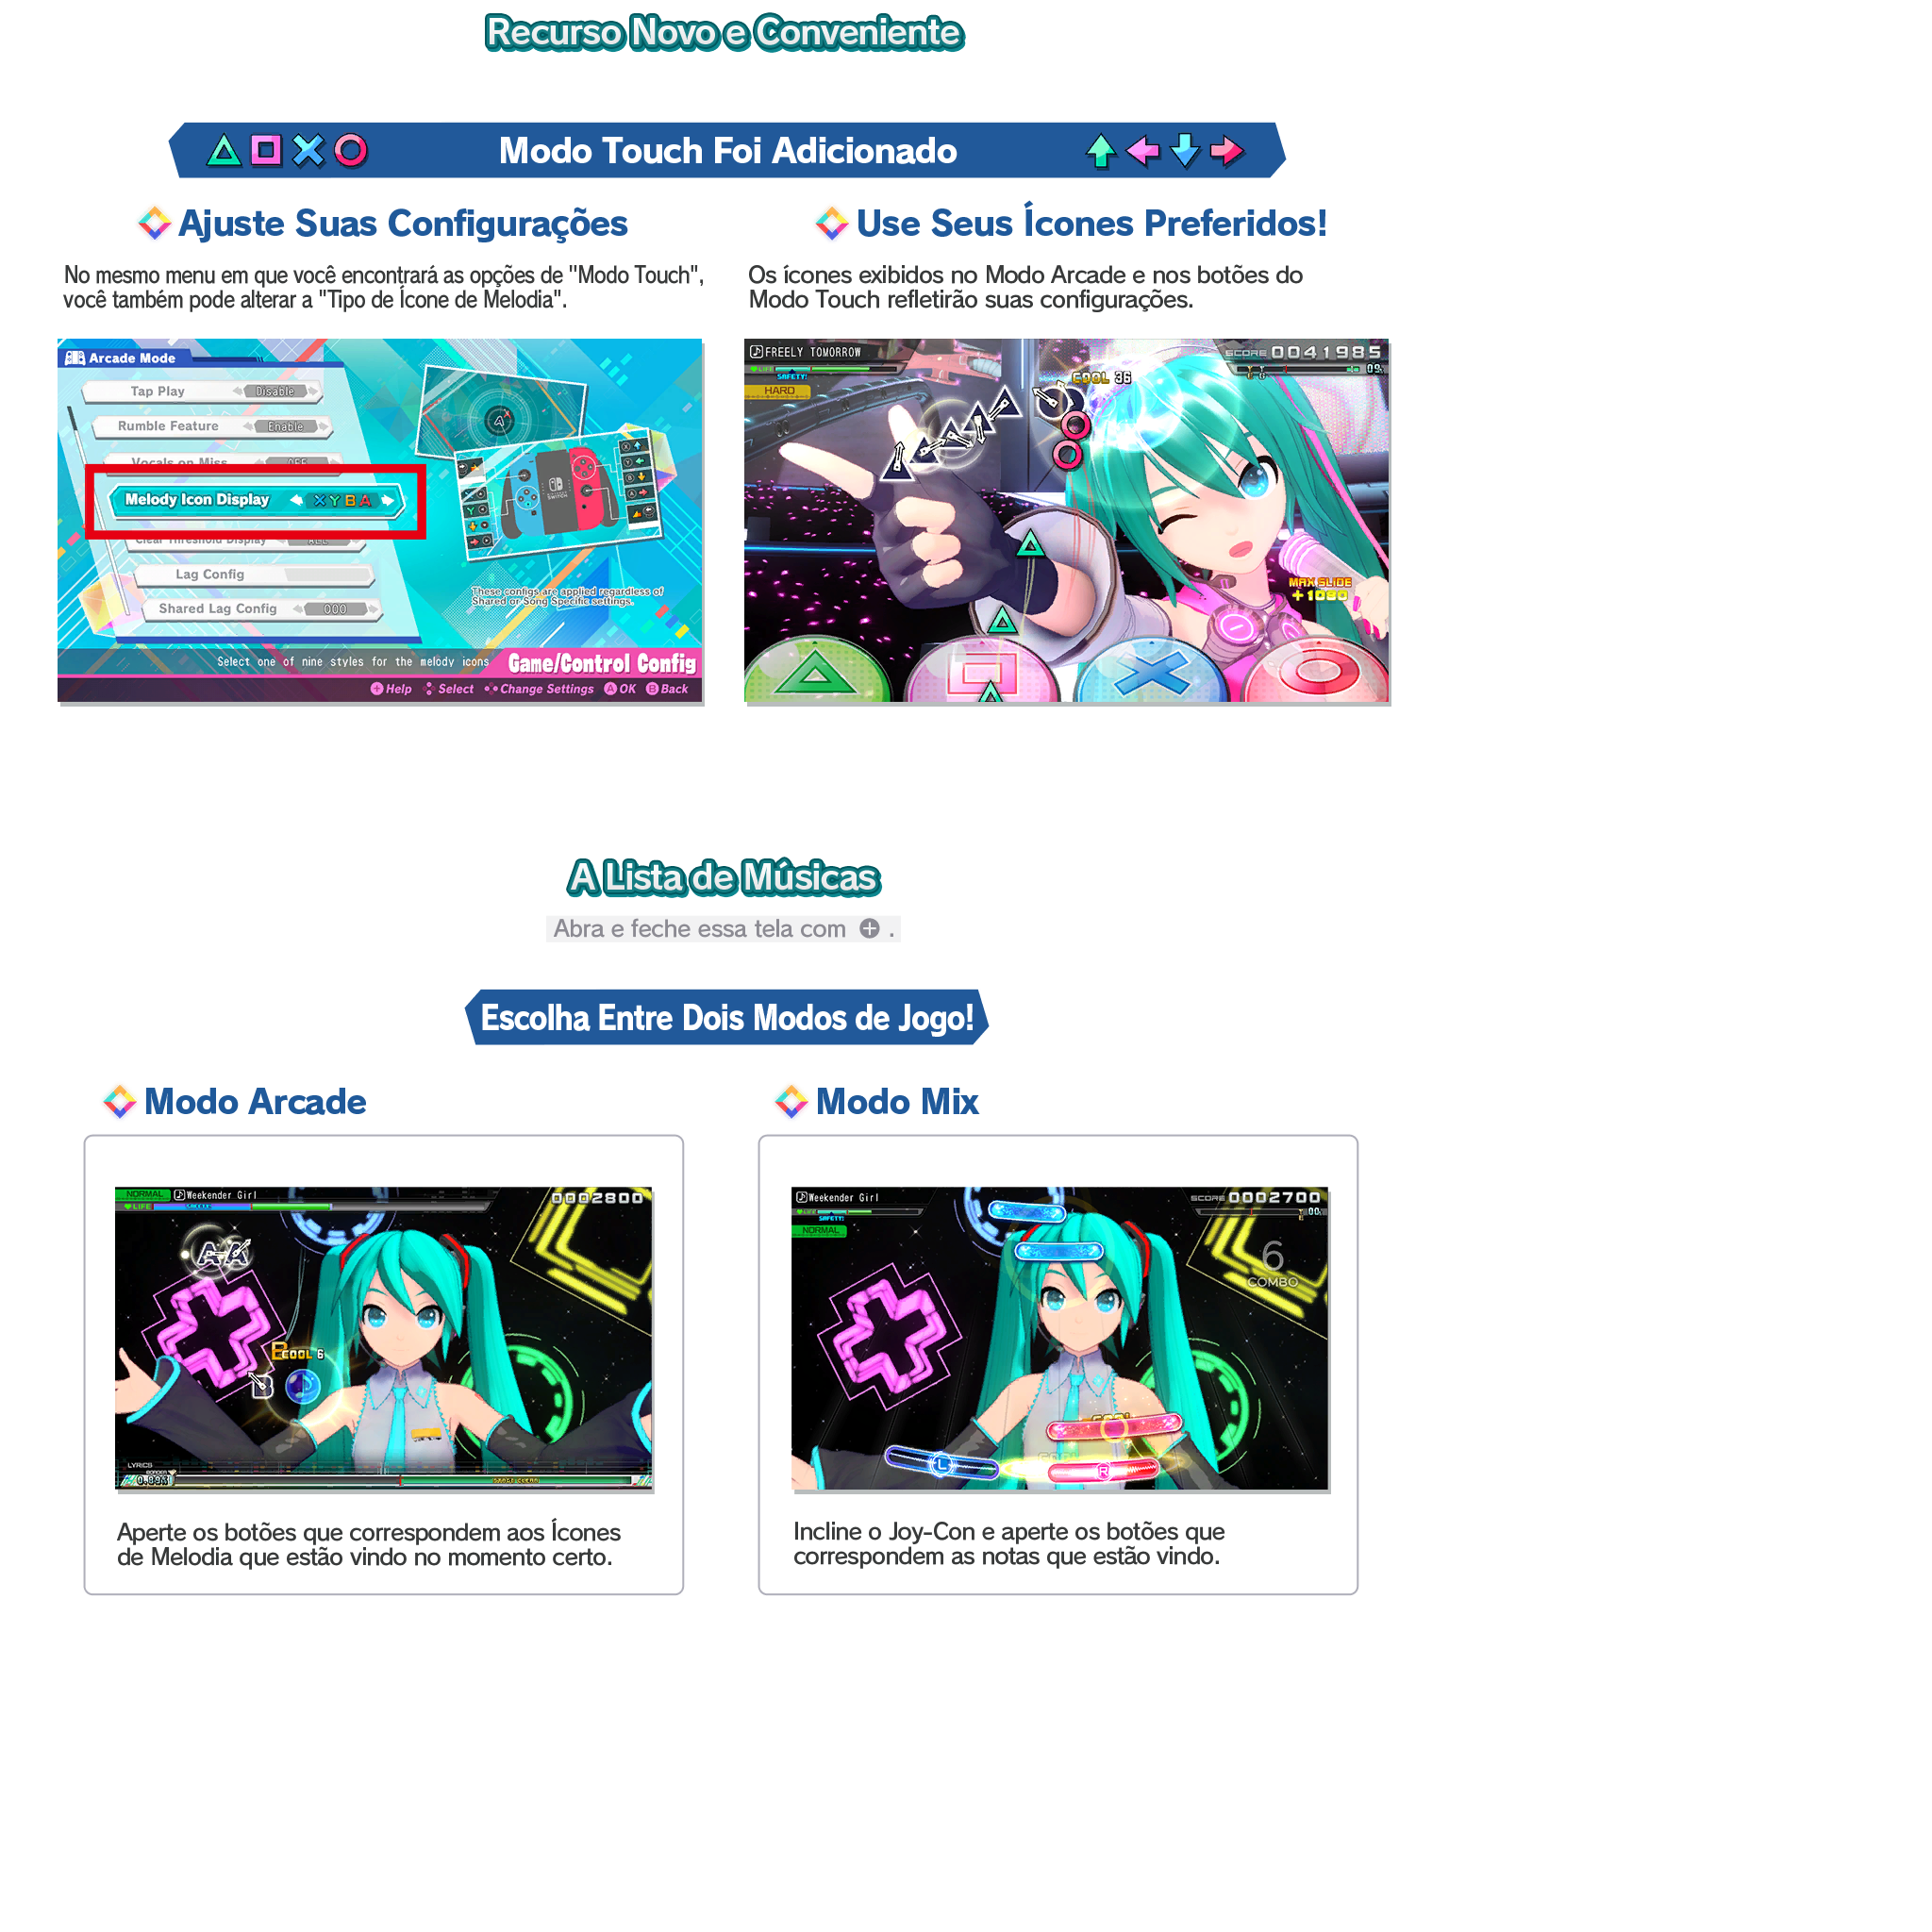 Recurso Novo e Conveniente
Modo Touch Foi Adicionado
Ajuste Suas Configurações
No mesmo menu em que você encontrará as opções de "Modo Touch",
você também pode alterar a "Tipo de Ícone de Melodia".
Arcade Mode
Tap Play Disable
Rumble Feature Enable
Vocals on Miss OFF
Melody Icon Display X Y B A
Clear Threshold Display ALL
Lag Config
Shared Lag Config 000
These configs are applied regardless of
Shared or Song Specific settings.
Select one of nine styles for the melody icons
Game/Control Config
Help Select Change Settings A OK B Back
Use Seus Ícones Preferidos!
Os ícones exibidos no Modo Arcade e nos botões do
Modo Touch refletirão suas configurações.
FREELY TOMORROW
SCORE 0041985
LIFE
SAFETY!
HARD
COOL 36
MAX SLIDE
+1080
A Lista de Músicas
Abra e feche essa tela com + .
Escolha Entre Dois Modos de Jogo!
Modo Arcade
NORMAL Weekender Girl
0002800
LIFE
COOL 6
B
LYRICS
Aperte os botões que correspondem aos Ícones
de Melodia que estão vindo no momento certo.
Modo Mix
Weekender Girl
SCORE 0002700
LIFE
SAFETY!
NORMAL
6
COMBO
L
R
Incline o Joy-Con e aperte os botões que
correspondem as notas que estão vindo.